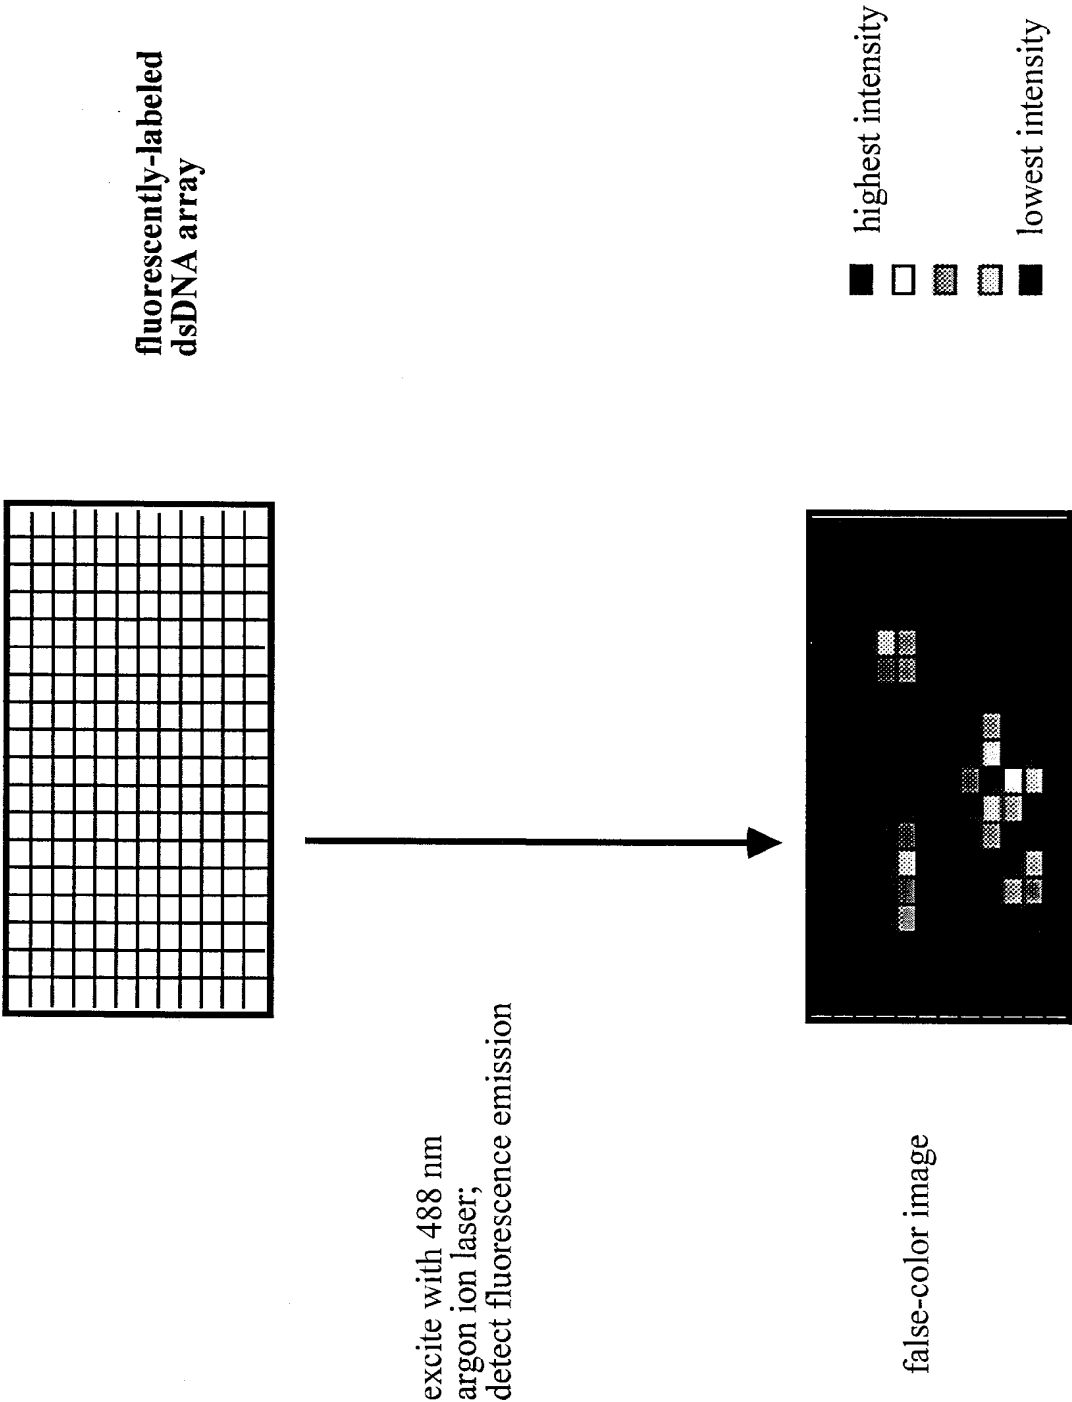 fluorescently-labeled
dsDNA array
excite with 488 nm
argon ion laser;
detect fluorescence emission
false-color image
highest intensity
lowest intensity